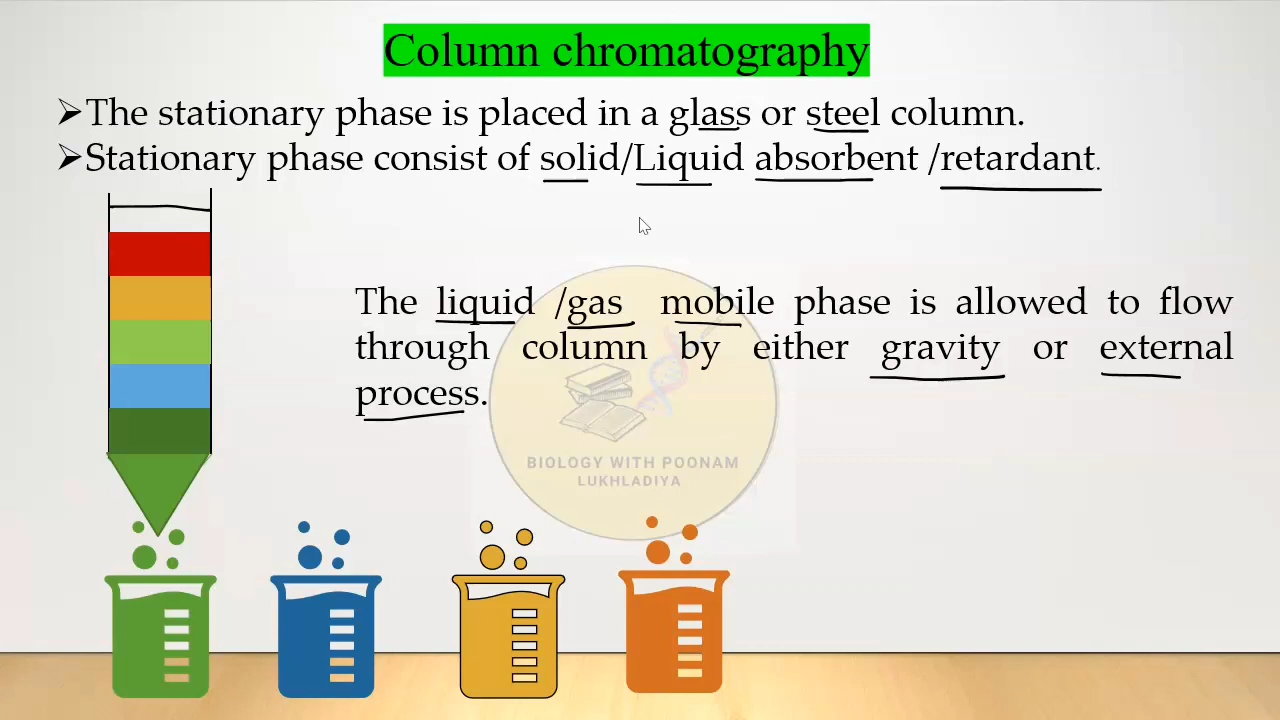 Column chromatography
➢The stationary phase is placed in a glass or steel column.
➢Stationary phase consist of solid/Liquid absorbent /retardant.
The liquid /gas mobile phase is allowed to flow
through column by either gravity or external
process.
BIOLOGY WITH POONAM
LUKHLADIYA